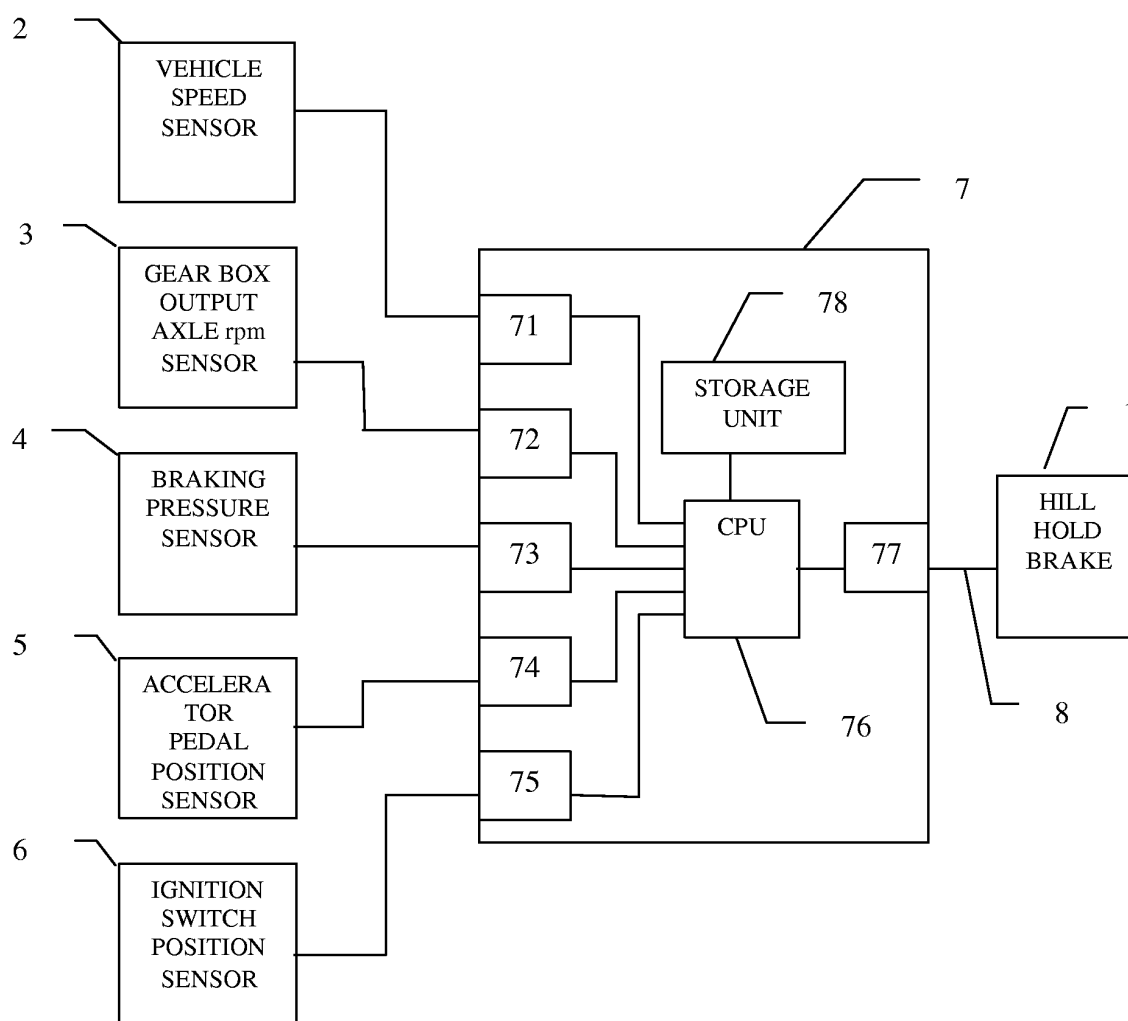 2
VEHICLE
SPEED
SENSOR
3
GEAR BOX
OUTPUT
AXLE rpm
SENSOR
4
BRAKING
PRESSURE
SENSOR
5
ACCELERA
TOR
PEDAL
POSITION
SENSOR
6
IGNITION
SWITCH
POSITION
SENSOR
7
71
72
73
74
75
78
STORAGE
UNIT
CPU
76
77
8
HILL
HOLD
BRAKE